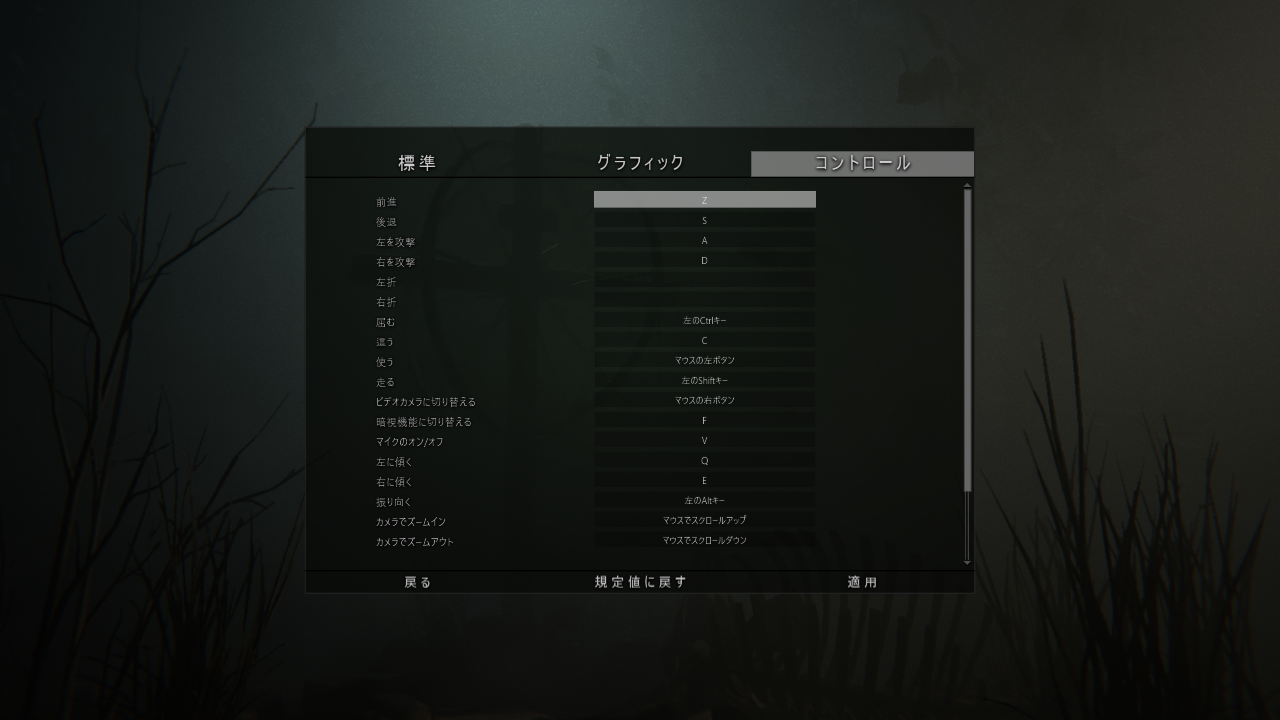 標準 グラフィック コントロール
前進 Z
後退 S
左を攻撃 A
右を攻撃 D
左折
右折
屈む 左のCtrlキー
這う C
使う マウスの左ボタン
走る 左のShiftキー
ビデオカメラに切り替える マウスの右ボタン
暗視機能に切り替える F
マイクのオン/オフ V
左に傾く Q
右に傾く E
振り向く 左のAltキー
カメラでズームイン マウスでスクロールアップ
カメラでズームアウト マウスでスクロールダウン
戻る 規定値に戻す 適用